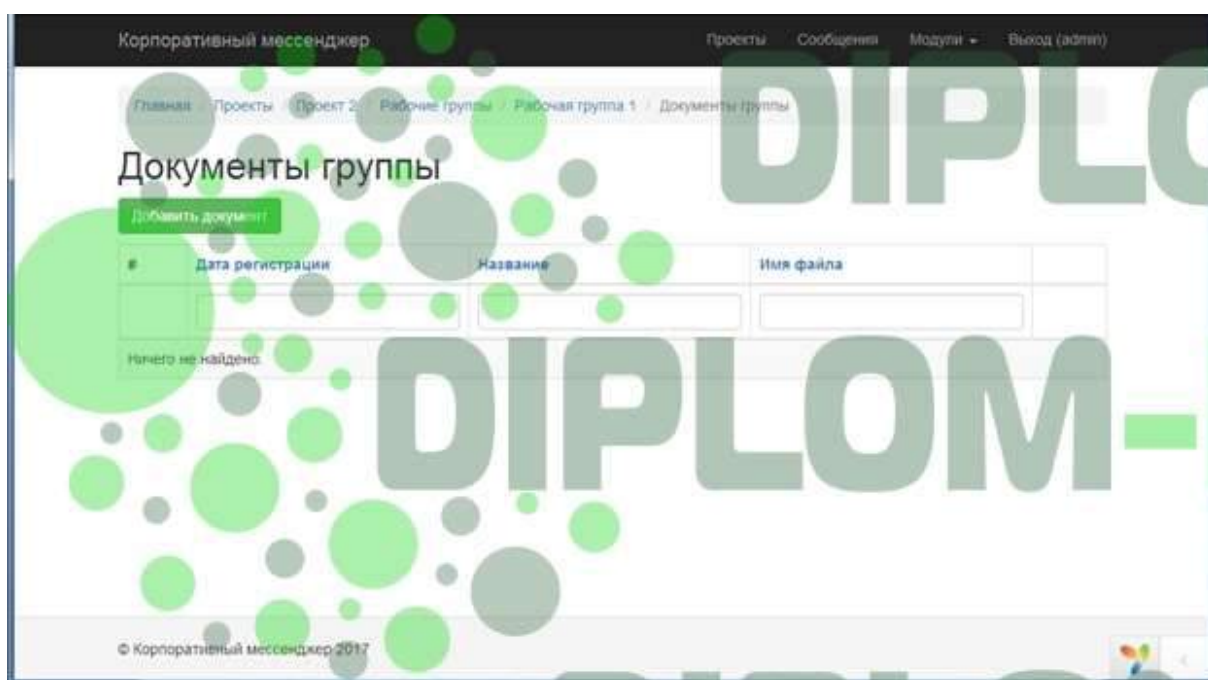 Корпоративный мессенджер Проекты Сообщения Модули Выход (admin)
Главная / Проекты / Проект 2 / Рабочие группы / Рабочая группа 1 / Документы группы
Документы группы
Добавить документ
# Дата регистрации Название Имя файла
Ничего не найдено.
© Корпоративный мессенджер 2017
DIPLO
DIPLOM-
DIPLOM